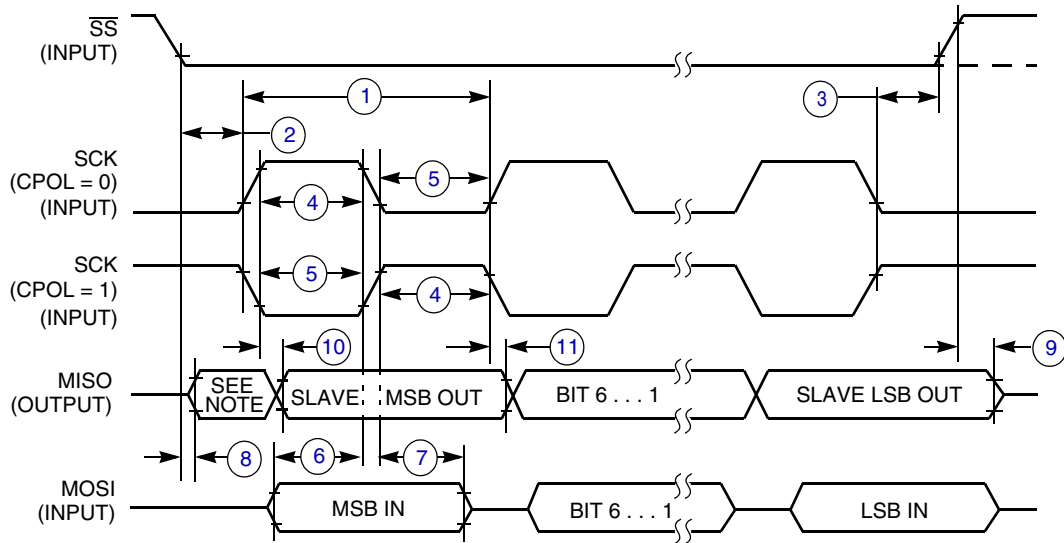 SS
(INPUT)
1
3
2
SCK
(CPOL = 0)
(INPUT)
4
5
SCK
(CPOL = 1)
(INPUT)
5
4
10
11
9
MISO
(OUTPUT)
SEE
NOTE
SLAVE
MSB OUT
BIT 6 . . . 1
SLAVE LSB OUT
8
6
7
MOSI
(INPUT)
MSB IN
BIT 6 . . . 1
LSB IN